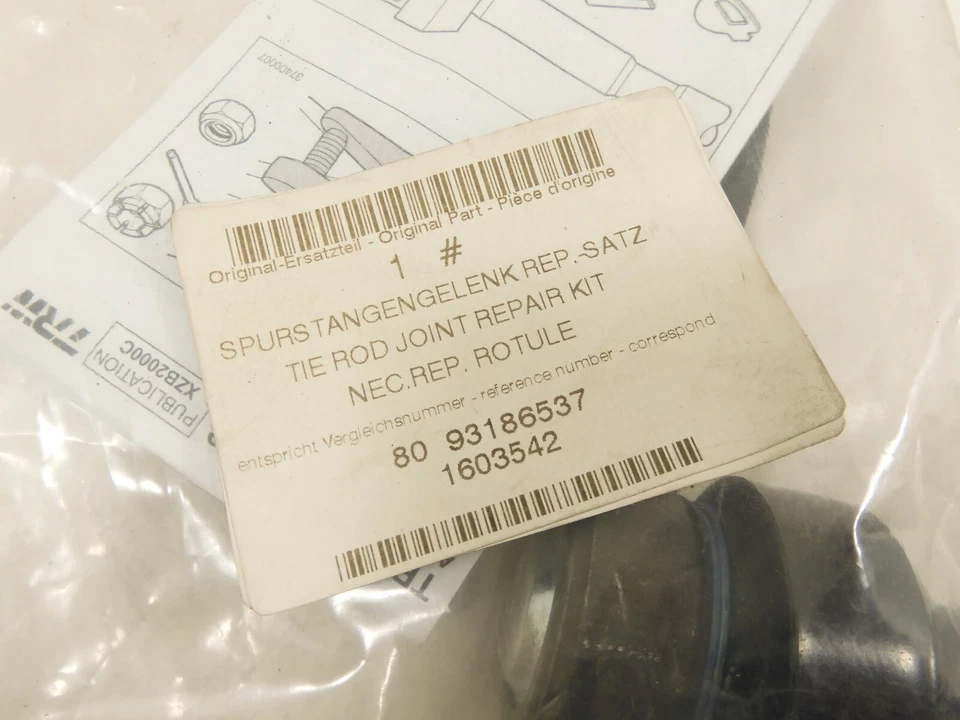 3740007
TRW
PUBLICATION
XZB2000C
Original-Ersatzteil - Original Part - Pièce d'origine
1 #
SPURSTANGENGELENK REP.-SATZ
TIE ROD JOINT REPAIR KIT
NEC.REP. ROTULE
entspricht Vergleichsnummer - reference number - correspond
80 93186537
1603542